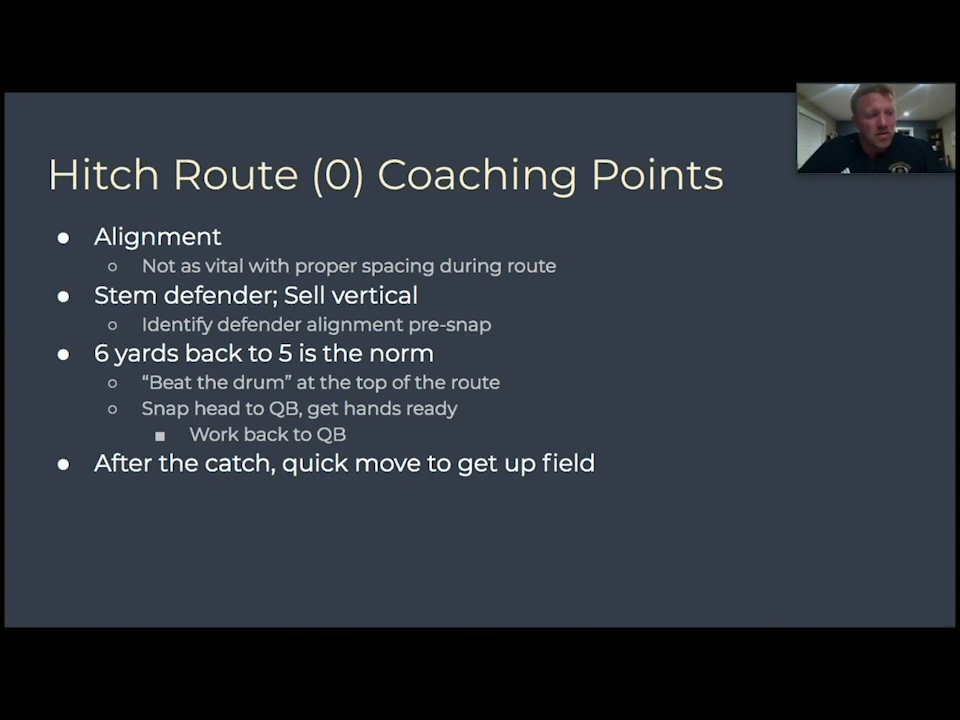 Hitch Route (0) Coaching Points
● Alignment
○ Not as vital with proper spacing during route
● Stem defender; Sell vertical
○ Identify defender alignment pre-snap
● 6 yards back to 5 is the norm
○ “Beat the drum” at the top of the route
○ Snap head to QB, get hands ready
■ Work back to QB
● After the catch, quick move to get up field